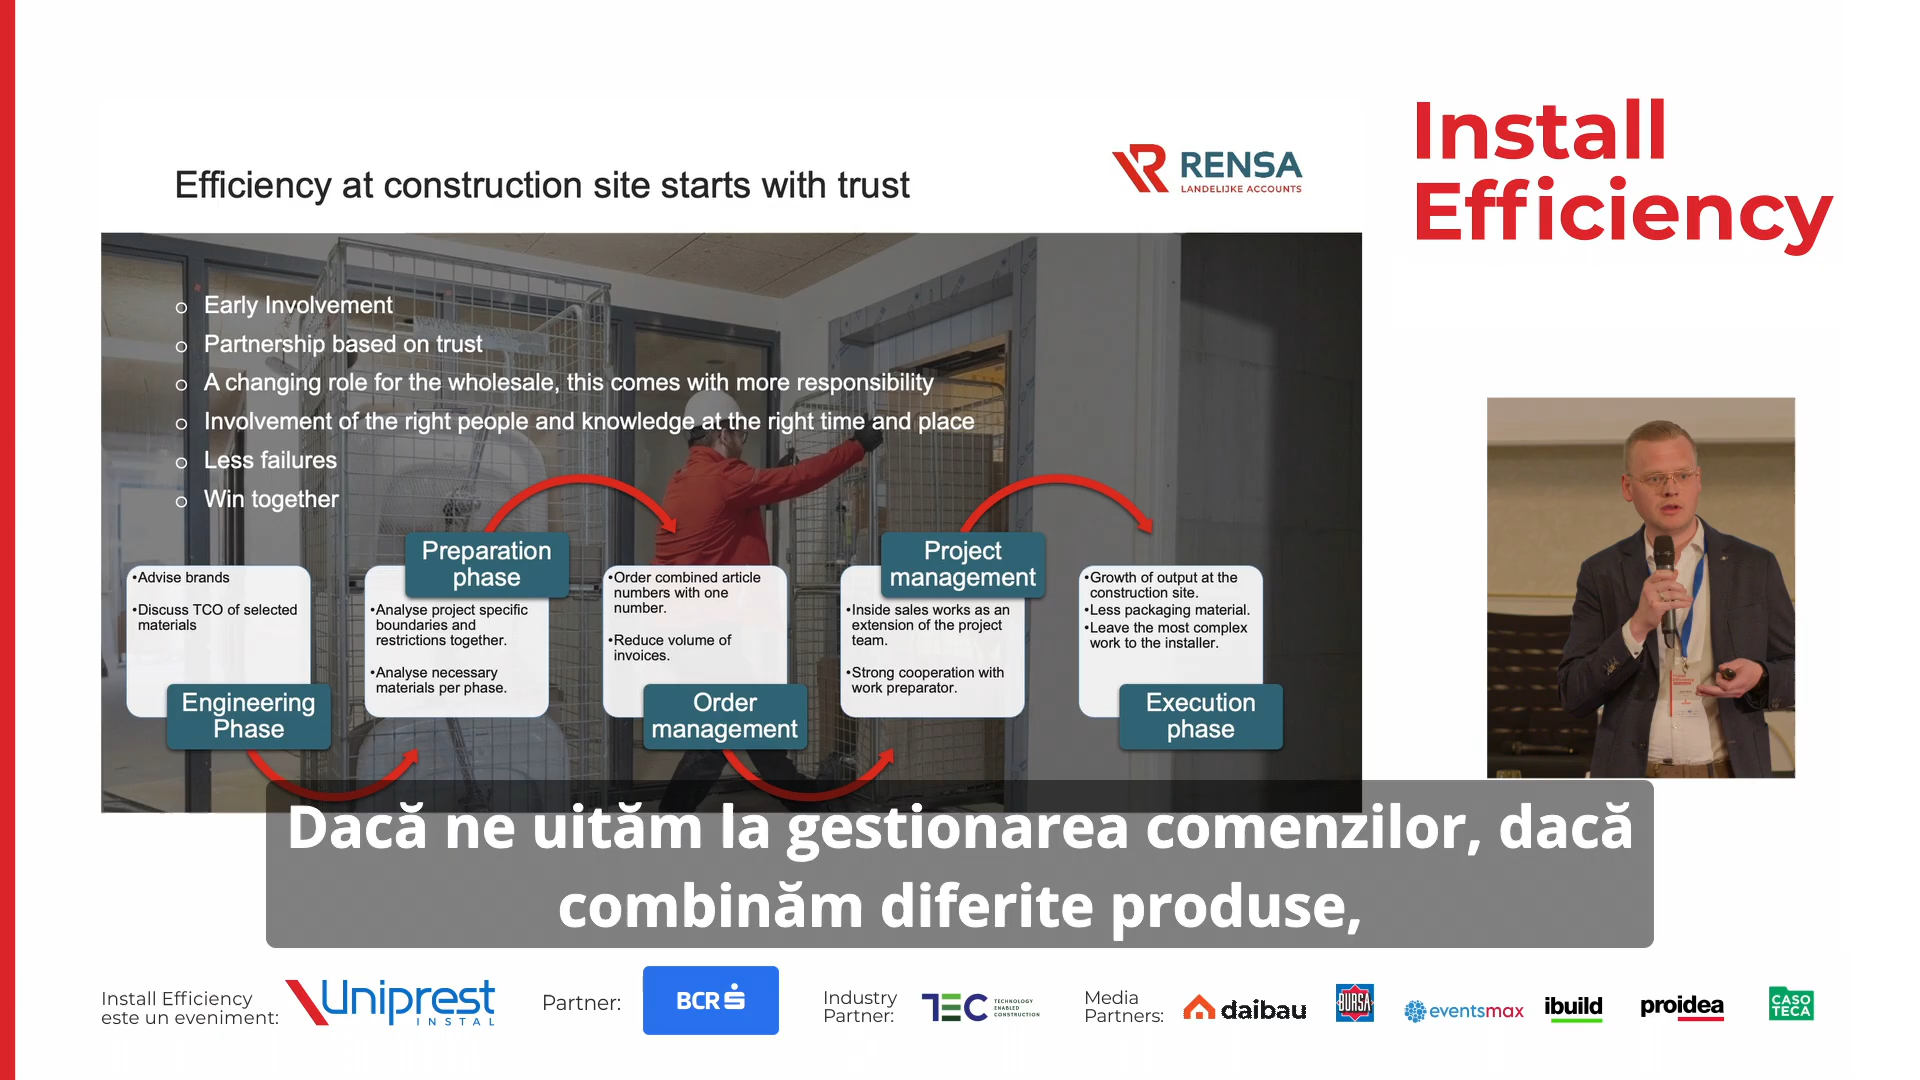 Install
Efficiency
Efficiency at construction site starts with trust
RENSA
LANDELIJKE ACCOUNTS
o Early Involvement
o Partnership based on trust
o A changing role for the wholesale, this comes with more responsibility
o Involvement of the right people and knowledge at the right time and place
o Less failures
o Win together
•Advise brands
•Discuss TCO of selected
materials
Engineering
Phase
Preparation
phase
•Analyse project specific
boundaries and
restrictions together.
•Analyse necessary
materials per phase.
•Order combined article
numbers with one
number.
•Reduce volume of
invoices.
Order
management
Project
management
•Inside sales works as an
extension of the project
team.
•Strong cooperation with
work preparator.
•Growth of output at the
construction site.
•Less packaging material.
•Leave the most complex
work to the installer.
Execution
phase
Dacă ne uităm la gestionarea comenzilor, dacă
combinăm diferite produse,
Install Efficiency
este un eveniment:
Uniprest
INSTAL
Partner:
BCR
Industry
Partner:
TEC
TECHNOLOGY
ENABLED
CONSTRUCTION
Media
Partners:
daibau
BURSA
eventsmax
ibuild
proidea
CASO
TECA